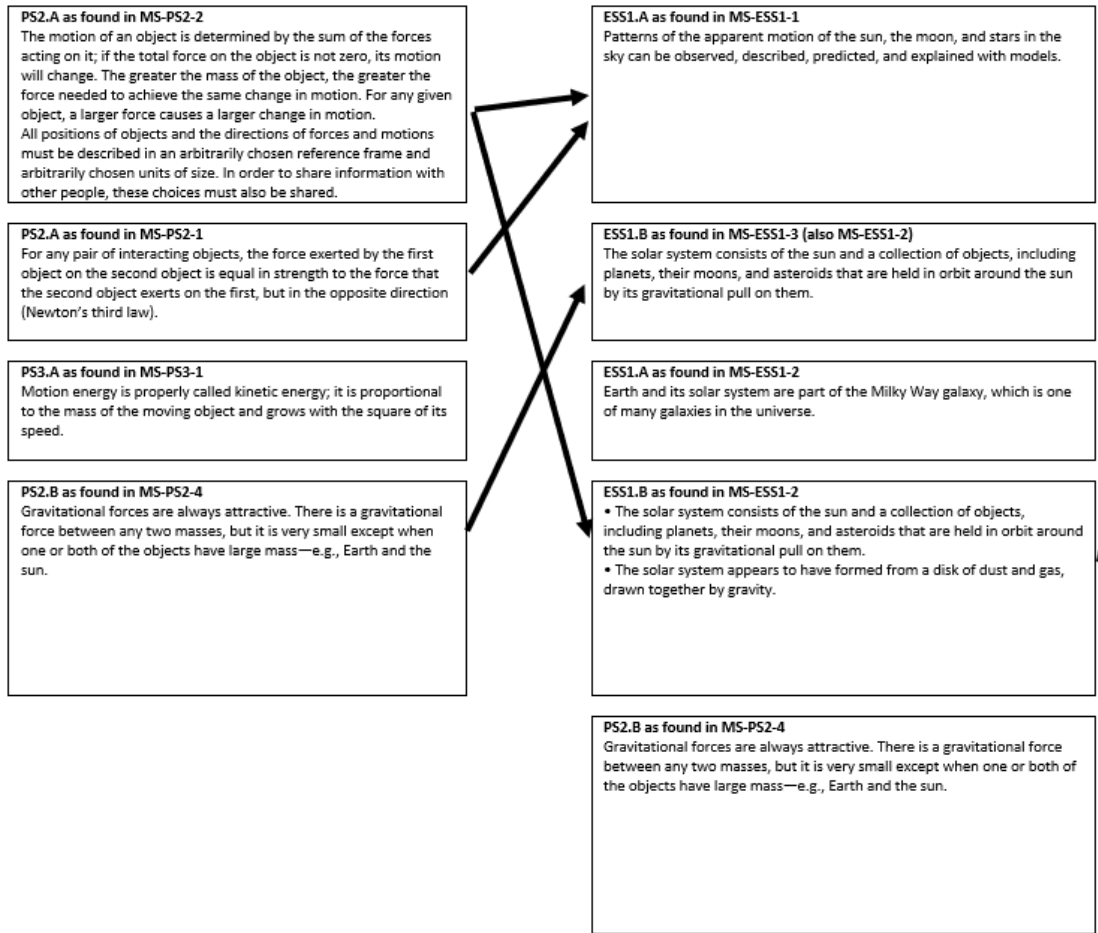 PS2.A as found in MS-PS2-2
The motion of an object is determined by the sum of the forces
acting on it; if the total force on the object is not zero, its motion
will change. The greater the mass of the object, the greater the
force needed to achieve the same change in motion. For any given
object, a larger force causes a larger change in motion.
All positions of objects and the directions of forces and motions
must be described in an arbitrarily chosen reference frame and
arbitrarily chosen units of size. In order to share information with
other people, these choices must also be shared.
PS2.A as found in MS-PS2-1
For any pair of interacting objects, the force exerted by the first
object on the second object is equal in strength to the force that
the second object exerts on the first, but in the opposite direction
(Newton's third law).
PS3.A as found in MS-PS3-1
Motion energy is properly called kinetic energy; it is proportional
to the mass of the moving object and grows with the square of its
speed.
PS2.B as found in MS-PS2-4
Gravitational forces are always attractive. There is a gravitational
force between any two masses, but it is very small except when
one or both of the objects have large mass—e.g., Earth and the
sun.
ESS1.A as found in MS-ESS1-1
Patterns of the apparent motion of the sun, the moon, and stars in the
sky can be observed, described, predicted, and explained with models.
ESS1.B as found in MS-ESS1-3 (also MS-ESS1-2)
The solar system consists of the sun and a collection of objects, including
planets, their moons, and asteroids that are held in orbit around the sun
by its gravitational pull on them.
ESS1.A as found in MS-ESS1-2
Earth and its solar system are part of the Milky Way galaxy, which is one
of many galaxies in the universe.
ESS1.B as found in MS-ESS1-2
• The solar system consists of the sun and a collection of objects,
including planets, their moons, and asteroids that are held in orbit around
the sun by its gravitational pull on them.
• The solar system appears to have formed from a disk of dust and gas,
drawn together by gravity.
PS2.B as found in MS-PS2-4
Gravitational forces are always attractive. There is a gravitational force
between any two masses, but it is very small except when one or both of
the objects have large mass—e.g., Earth and the sun.